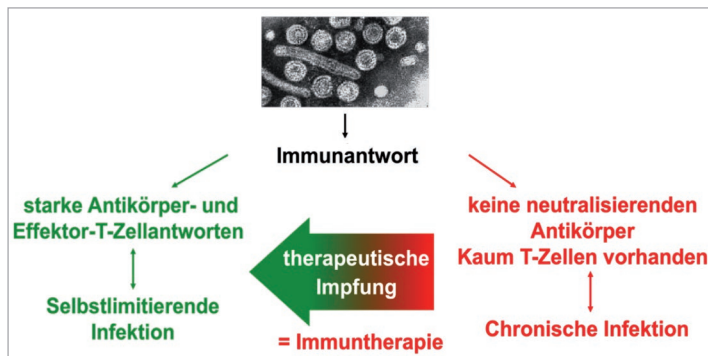 Immunantwort
starke Antikörper- und
Effektor-T-Zellantworten
Selbstlimitierende
Infektion
therapeutische
Impfung
= Immuntherapie
keine neutralisierenden
Antikörper
Kaum T-Zellen vorhanden
Chronische Infektion